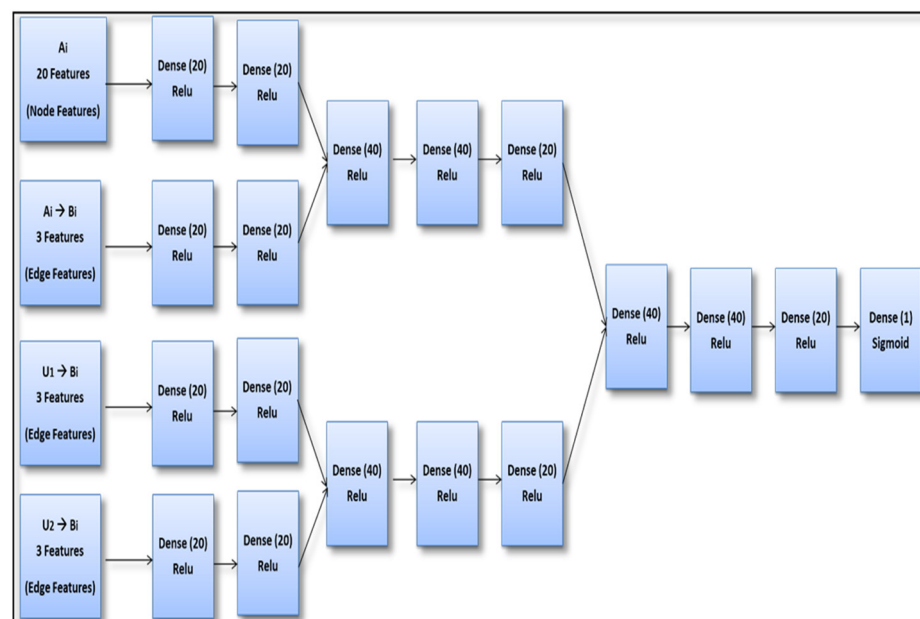 Ai
20 Features
(Node Features)
Dense (20)
Relu
Dense (20)
Relu
Ai → Bi
3 Features
(Edge Features)
Dense (20)
Relu
Dense (20)
Relu
Dense (40)
Relu
Dense (40)
Relu
Dense (20)
Relu
U1 → Bi
3 Features
(Edge Features)
Dense (20)
Relu
Dense (20)
Relu
U2 → Bi
3 Features
(Edge Features)
Dense (20)
Relu
Dense (20)
Relu
Dense (40)
Relu
Dense (40)
Relu
Dense (20)
Relu
Dense (40)
Relu
Dense (40)
Relu
Dense (20)
Relu
Dense (1)
Sigmoid